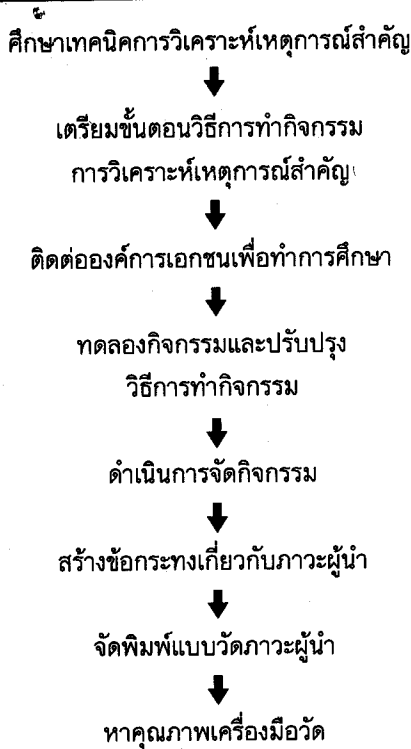 ศึกษาเทคนิคการวิเคราะห์เหตุการณ์สำคัญ
เตรียมขั้นตอนวิธีการทำกิจกรรม
การวิเคราะห์เหตุการณ์สำคัญ
ติดต่อองค์การเอกชนเพื่อทำการศึกษา
ทดลองกิจกรรมและปรับปรุง
วิธีการทำกิจกรรม
ดำเนินการจัดกิจกรรม
สร้างข้อกระทงเกี่ยวกับภาวะผู้นำ
จัดพิมพ์แบบวัดภาวะผู้นำ
หาคุณภาพเครื่องมือวัด